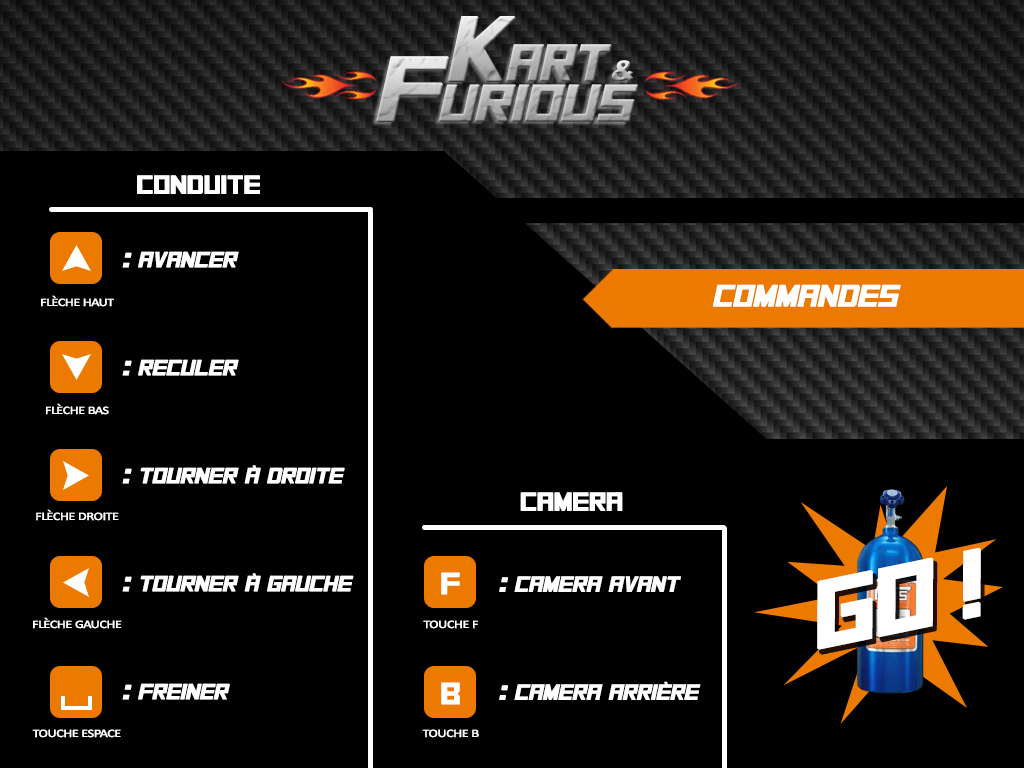 KART &
FURIOUS
COMMANDES
CONDUITE
: AVANCER
FLÈCHE HAUT
: RECULER
FLÈCHE BAS
: TOURNER À DROITE
FLÈCHE DROITE
: TOURNER À GAUCHE
FLÈCHE GAUCHE
: FREINER
TOUCHE ESPACE
CAMERA
F : CAMERA AVANT
TOUCHE F
B : CAMERA ARRIÈRE
TOUCHE B
GO !